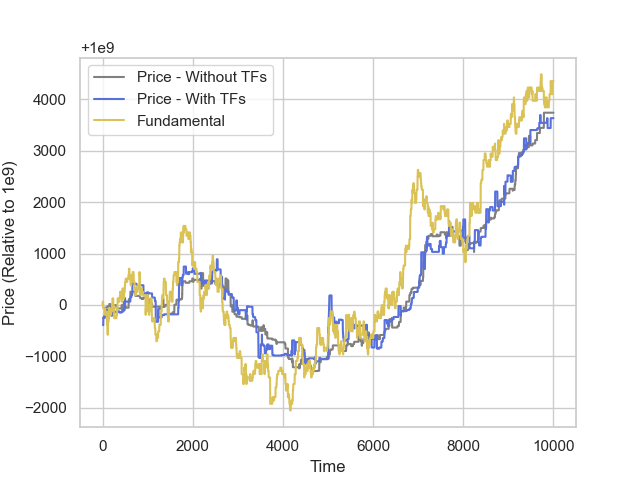 +1e9
Price - Without TFs
Price - With TFs
Fundamental
4000
3000
2000
1000
0
−1000
−2000
Price (Relative to 1e9)
0
2000
4000
6000
8000
10000
Time